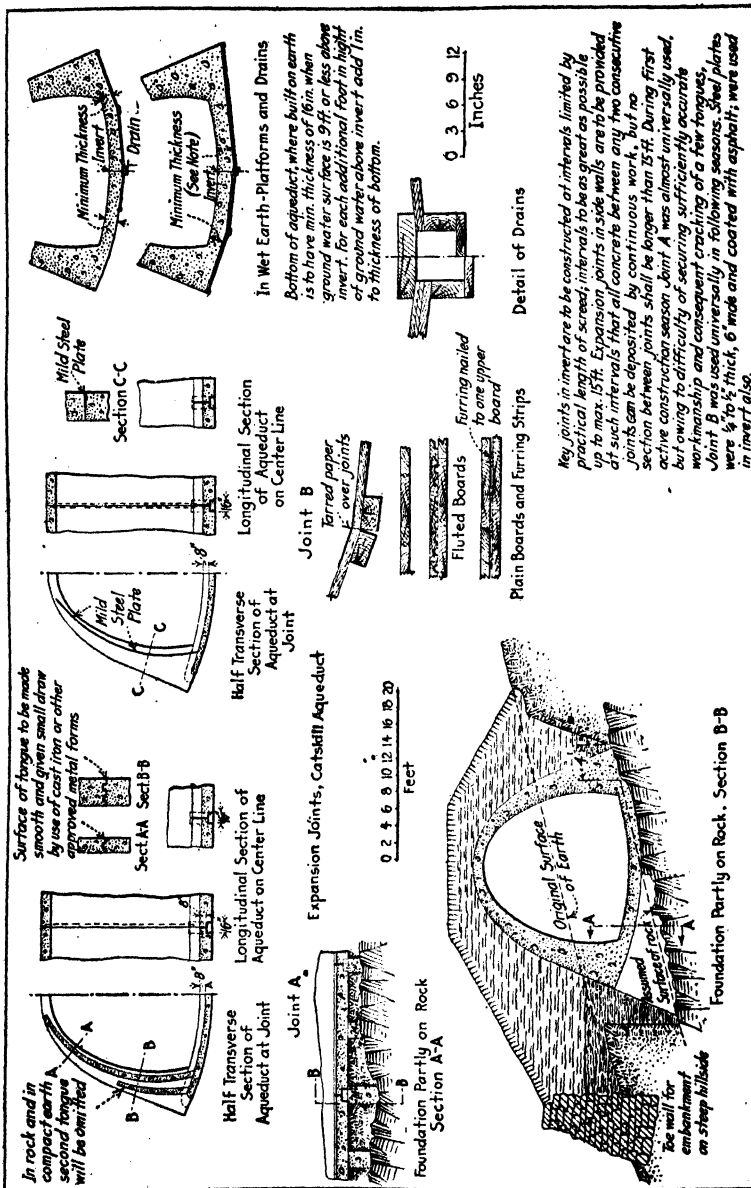 In rock and in
compact earth
second tongue
will be omitted
A
A
B
B
8"
Half Transverse
Section of
Aqueduct at Joint
Surface of tongue to be made
smooth and given small draw
by use of cast iron or other
approved metal forms
Sect. A-A
Sect. B-B
6"
16"
Longitudinal Section of
Aqueduct on Center Line
Joint A
Mild
Steel
Plate
C
C
8"
Half Transverse
Section of
Aqueduct at
Joint
16"
Longitudinal Section
of Aqueduct
on Center Line
Mild Steel
Plate
Section C-C
Joint B
Expansion Joints, Catskill Aqueduct
0 2 4 6 8 10 12 14 16 18 20
Feet
Minimum Thickness
Invert
Drain
Minimum Thickness
(See Note)
Invert
In Wet Earth-Platforms and Drains
Bottom of aqueduct, where built on earth
is to have min. thickness of 16in. when
ground water surface is 9ft. or less above
invert. For each additional foot in hight
of ground water above invert add 1in.
to thickness of bottom.
Tarred paper
over joints
Fluted Boards
Furring nailed
to one upper
board
Plain Boards and Furring Strips
Detail of Drains
0 3 6 9 12
Inches
B
B
Foundation Partly on Rock
Section A-A
Toe wall for
embankment
on steep hillside
Original Surface
of Earth
A
A
Assumed
Surface of rock
Foundation Partly on Rock. Section B-B
Key joints in invert are to be constructed at intervals limited by
practical length of screed; intervals to be as great as possible
up to max. 15ft. Expansion joints in side walls are to be provided
at such intervals that all concrete between any two consecutive
joints can be deposited by continuous work, but no
section between joints shall be longer than 75ft. During first
active construction season Joint A was almost universally used,
but owing to difficulty of securing sufficiently accurate
workmanship and consequent cracking of a few tongues,
Joint B was used universally in following seasons. Steel plates
were ¼ to ½" thick, 6" wide and coated with asphalt; were used
in invert also.